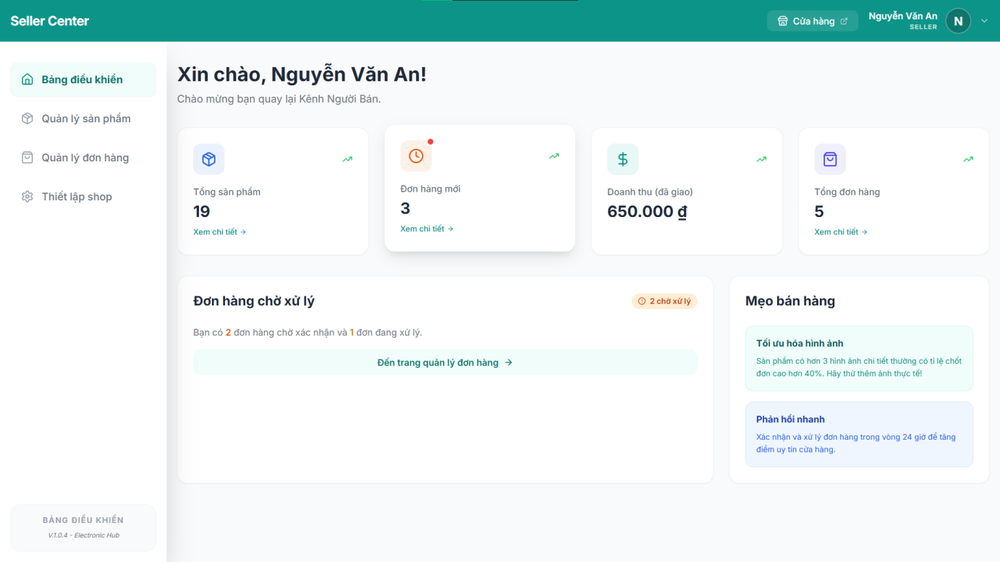 Seller Center
Cửa hàng
Nguyễn Văn An
SELLER
N
Bảng điều khiển
Quản lý sản phẩm
Quản lý đơn hàng
Thiết lập shop
BẢNG ĐIỀU KHIỂN
V.1.0.4 - Electronic Hub
Xin chào, Nguyễn Văn An!
Chào mừng bạn quay lại Kênh Người Bán.
Tổng sản phẩm
19
Xem chi tiết →
Đơn hàng mới
3
Xem chi tiết →
Doanh thu (đã giao)
650.000 ₫
Tổng đơn hàng
5
Xem chi tiết →
Đơn hàng chờ xử lý
2 chờ xử lý
Bạn có 2 đơn hàng chờ xác nhận và 1 đơn đang xử lý.
Đến trang quản lý đơn hàng →
Mẹo bán hàng
Tối ưu hóa hình ảnh
Sản phẩm có hơn 3 hình ảnh chi tiết thường có tỉ lệ chốt
đơn cao hơn 40%. Hãy thử thêm ảnh thực tế!
Phản hồi nhanh
Xác nhận và xử lý đơn hàng trong vòng 24 giờ để tăng
điểm uy tín cửa hàng.